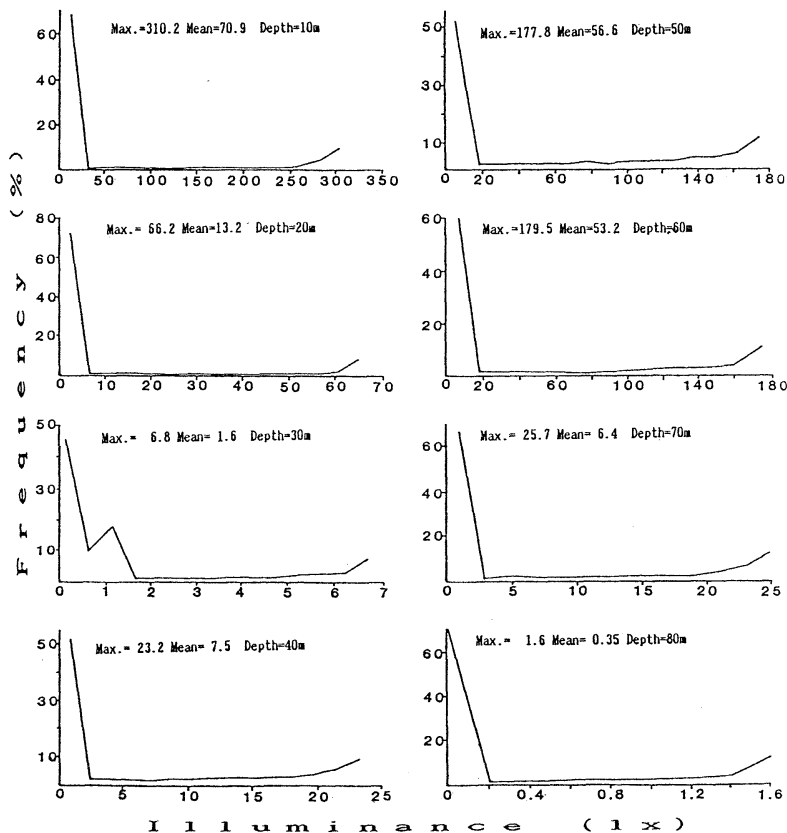 Frequency (%)
Max.=310.2 Mean=70.9 Depth=10m
60
40
20
0 50 100 150 200 250 300 350
Max.=177.8 Mean=56.6 Depth=50m
50
30
10
0 20 60 100 140 180
Max.= 66.2 Mean=13.2 Depth=20m
80
60
40
20
0 10 20 30 40 50 60 70
Max.=179.5 Mean=53.2 Depth=60m
60
40
20
0 20 60 100 140 180
Max.= 6.8 Mean= 1.6 Depth=30m
50
30
10
0 1 2 3 4 5 6 7
Max.= 25.7 Mean= 6.4 Depth=70m
60
40
20
0 5 10 15 20 25
Max.= 23.2 Mean= 7.5 Depth=40m
50
30
10
0 5 10 15 20 25
Max.= 1.6 Mean= 0.35 Depth=80m
60
40
20
0 0.4 0.8 1.2 1.6
Illuminance (lx)